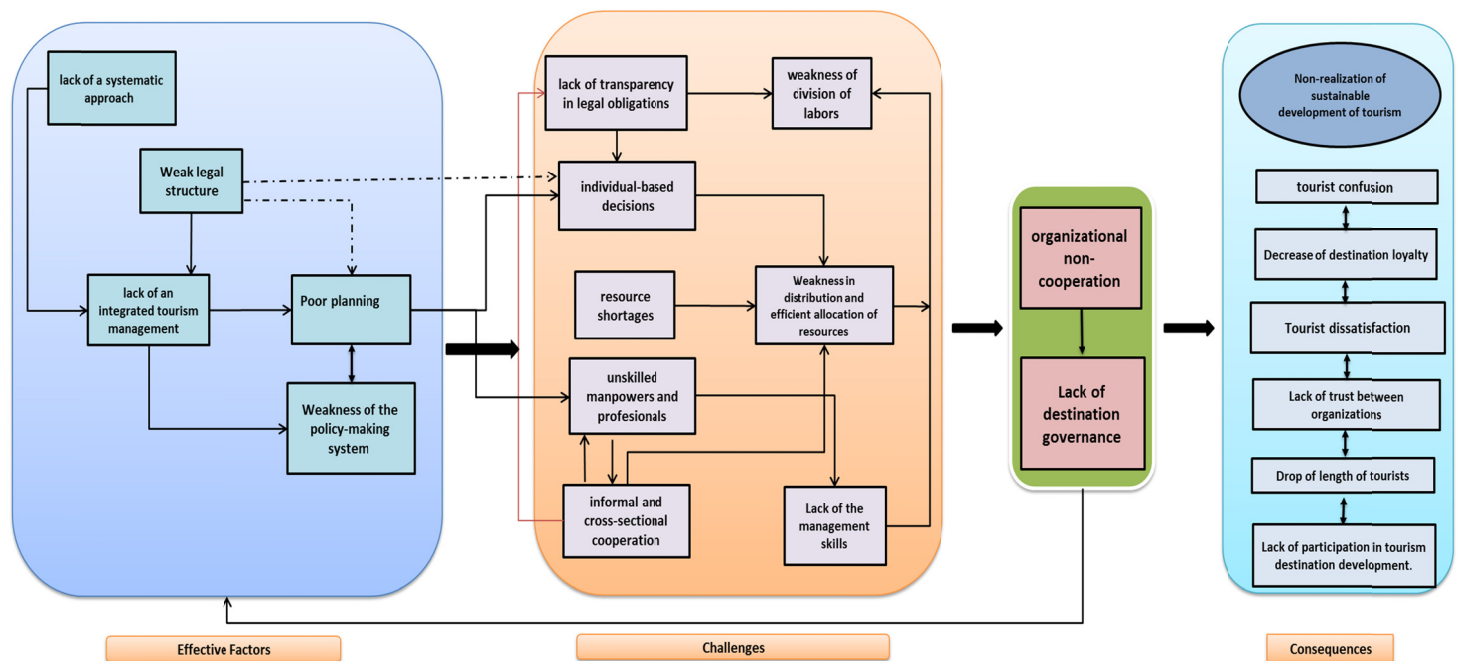 lack of a systematic
approach
Weak legal
structure
lack of an
integrated tourism
management
Poor planning
Weakness of the
policy-making
system
lack of transparency
in legal obligations
weakness of
civision of
labors
individual-based
decisions
resource
shortages
Weakness in
distribution and
efficient allocation of
resources
unskilled
manpowers and
profesionals
informal and
cross-sectional
cooperation
Lack of the
management
skills
organizational
non-
cooperation
Lack of
destination
governance
Non-realization of
sustainable
development of tourism
tourist confusion
Decrease of destination loyalty
Tourist dissatisfaction
Lack of trust between
organizations
Drop of length of tourists
Lack of participation in tourism
destination development.
Effective Factors
Challenges
Consequences